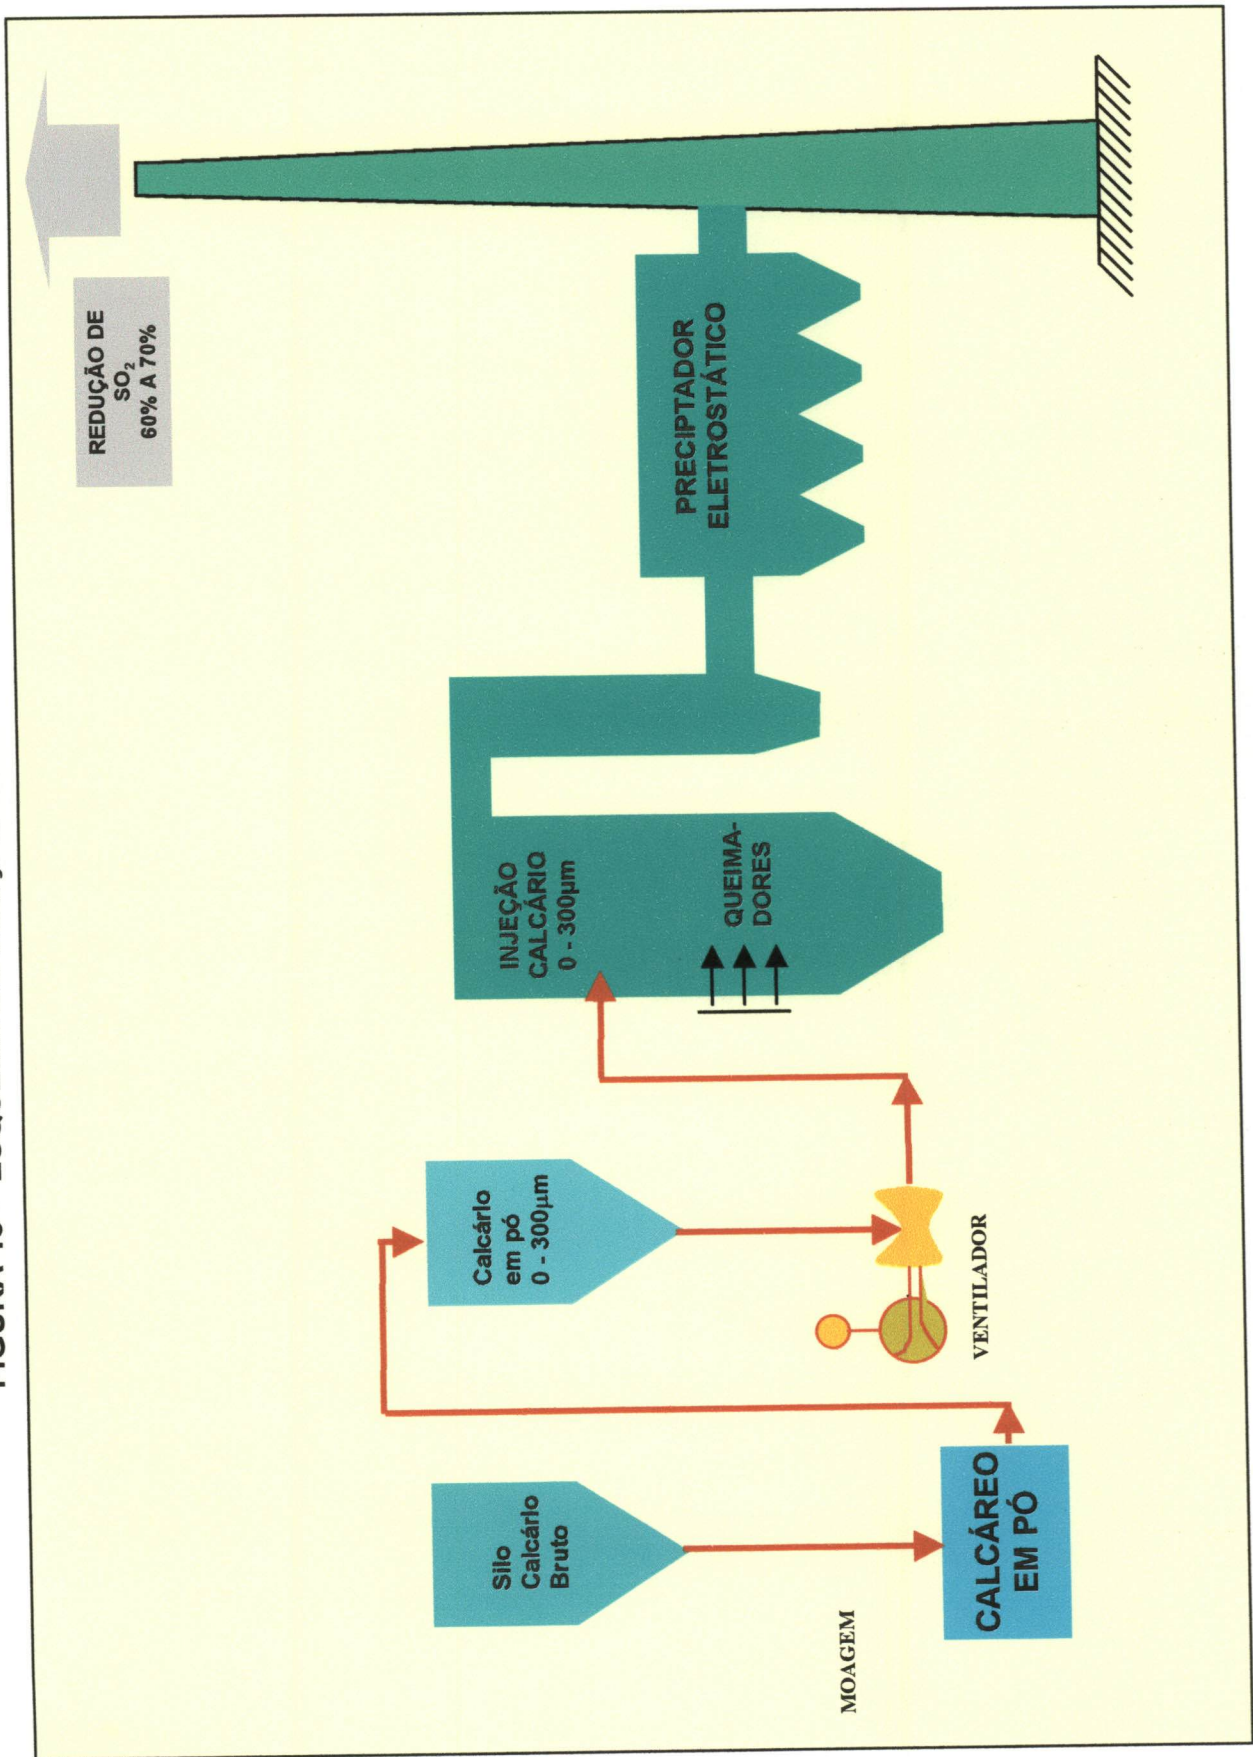 REDUÇÃO DE
SO₂
60% A 70%
INJEÇÃO
CALCÁRIO
0 - 300µm
PRECIPTADOR
ELETROSTÁTICO
QUEIMA-
DORES
Silo
Calcário
Bruto
Calcário
em pó
0 - 300µm
MOAGEM
CALCÁREO
EM PÓ
VENTILADOR